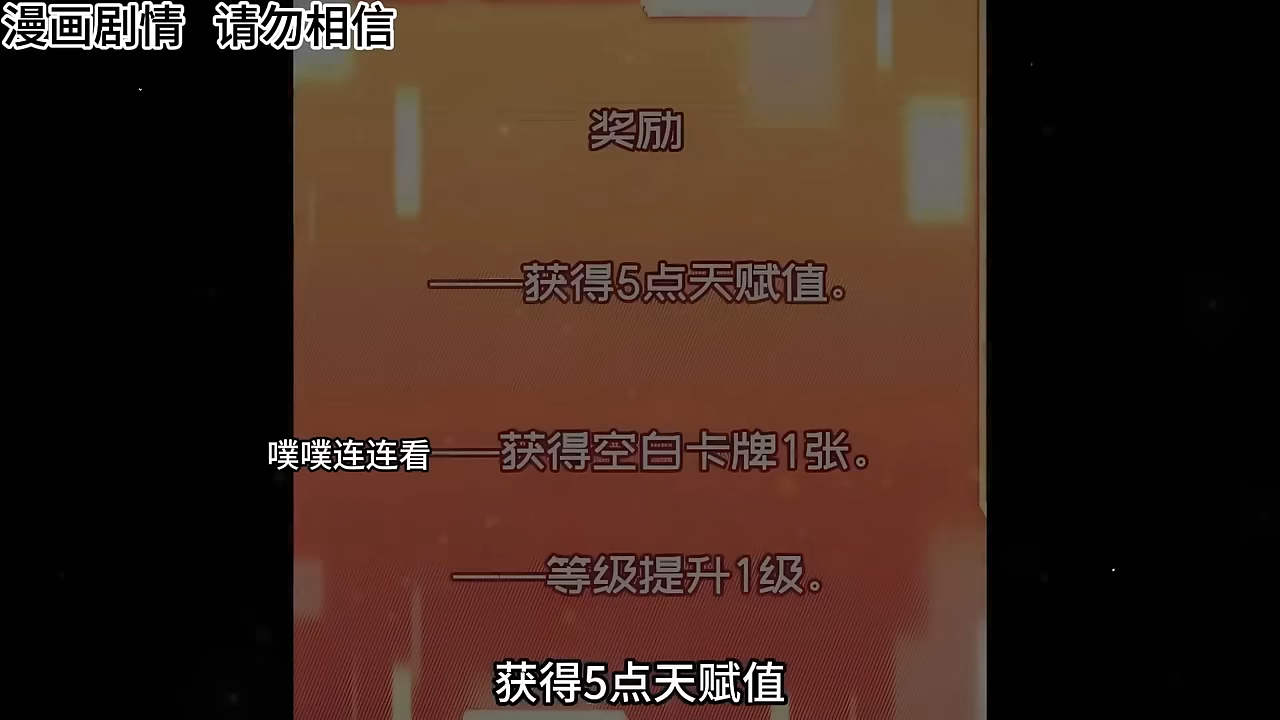 漫画剧情 请勿相信
奖励
——获得5点天赋值。
噗噗连连看
——获得空白卡牌1张。
——等级提升1级。
获得5点天赋值